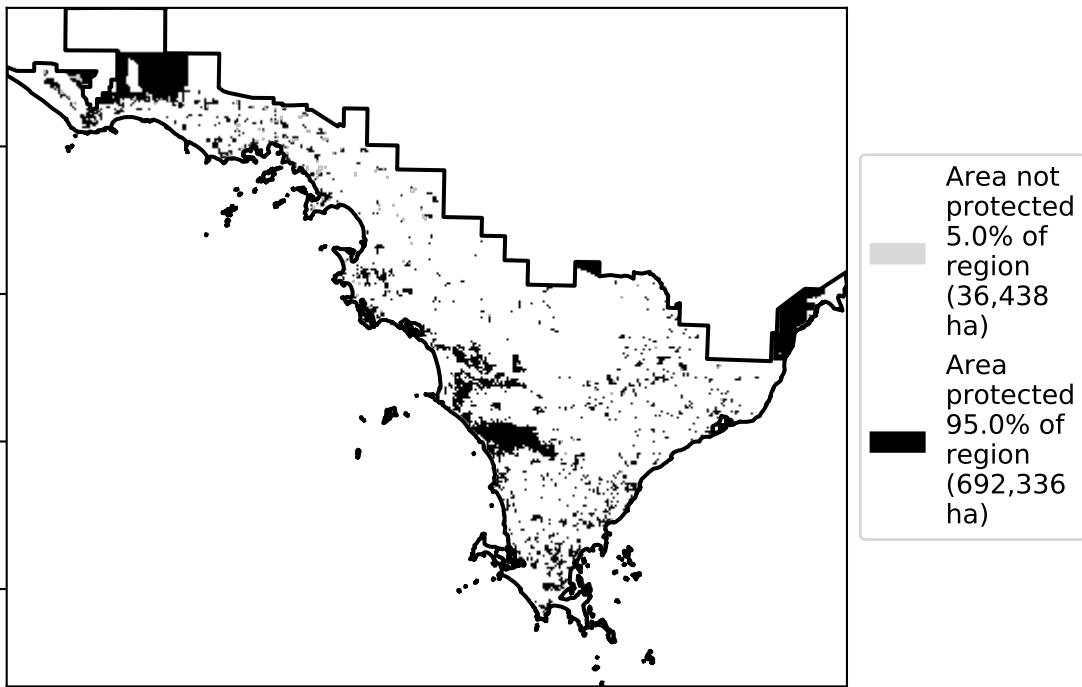 Area not
protected
5.0% of
region
(36,438
ha)
Area
protected
95.0% of
region
(692,336
ha)